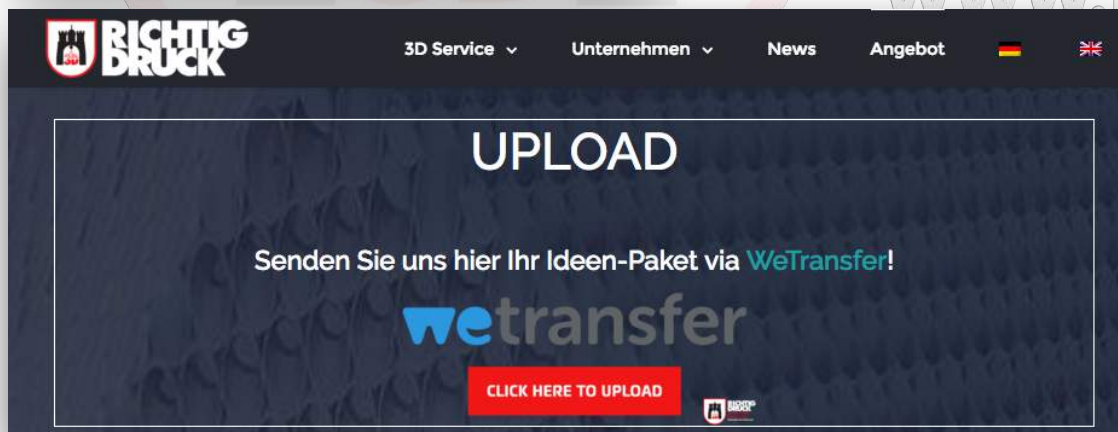 RICHTIG
DRUCK
3D
3D Service
Unternehmen
News
Angebot
UPLOAD
Senden Sie uns hier Ihr Ideen-Paket via WeTransfer!
wetransfer
CLICK HERE TO UPLOAD
RICHTIG
DRUCK